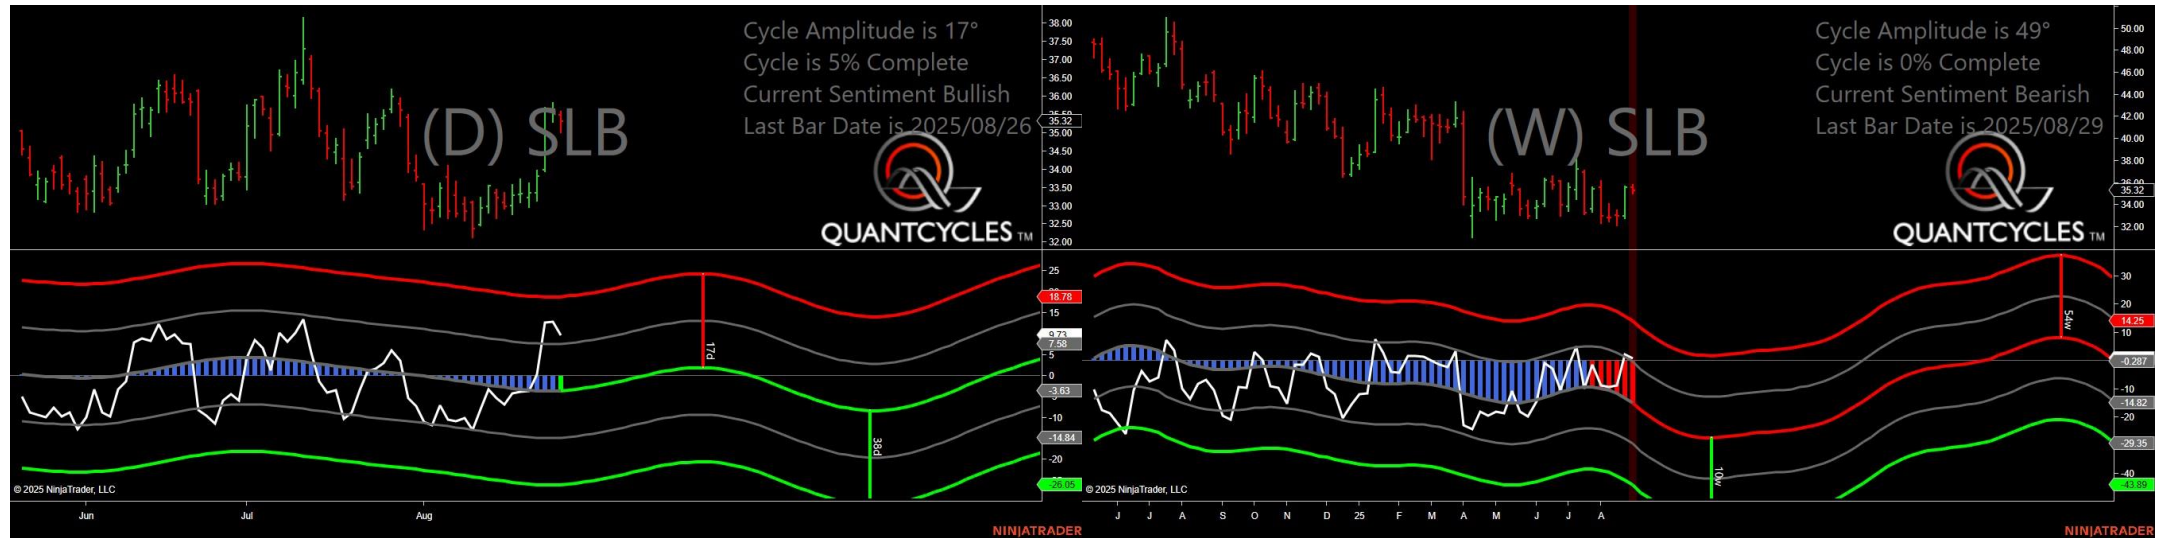 Cycle Amplitude is 17°
Cycle is 5% Complete
Current Sentiment Bullish
Last Bar Date is 2025/08/26
(D) SLB
QUANTCYCLES TM
38.00
37.50
37.00
36.50
36.00
35.32
35.00
34.50
34.00
33.50
33.00
32.50
32.00
25
18.78
15
9.73
7.58
5
0
-3.63
-10
-14.84
-20
-26.05
17d
38d
© 2025 NinjaTrader, LLC
Jun
Jul
Aug
NINJATRADER
Cycle Amplitude is 49°
Cycle is 0% Complete
Current Sentiment Bearish
Last Bar Date is 2025/08/29
(W) SLB
QUANTCYCLES TM
50.00
48.00
46.00
44.00
42.00
40.00
38.00
36.00
35.32
34.00
32.00
30
20
14.25
10
-0.287
-10
-14.82
-20
-29.35
-40
-43.89
54w
10w
© 2025 NinjaTrader, LLC
J
J
A
S
O
N
D
25
F
M
A
M
J
J
A
NINJATRADER